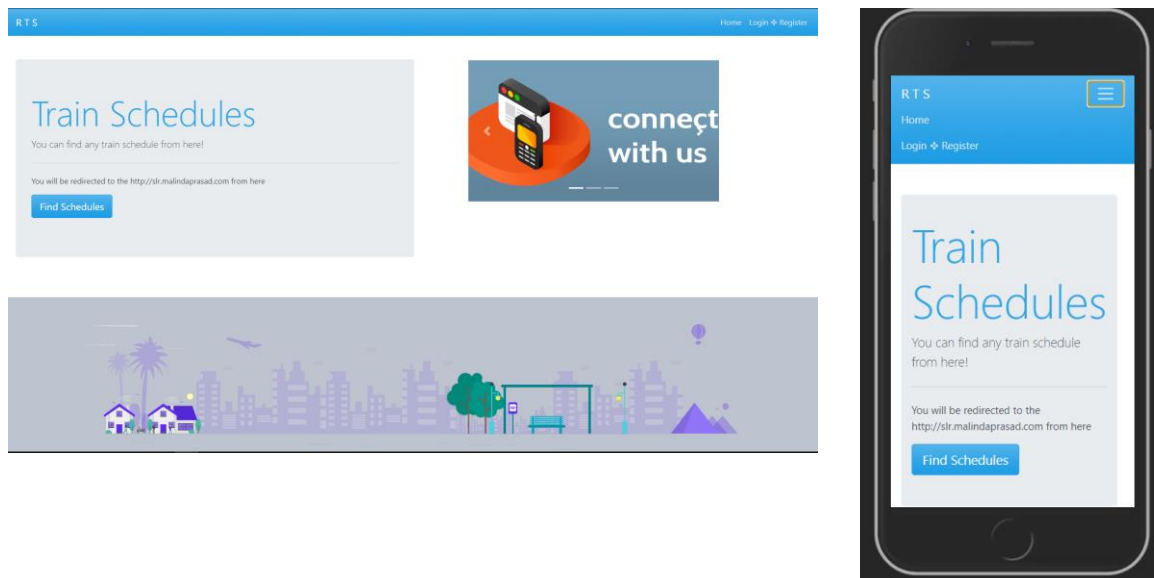 RTS
Home Login ✣ Register
Train Schedules
You can find any train schedule from here!
You will be redirected to the http://slr.malindaprasad.com from here
Find Schedules
connect
with us
RTS
Home
Login ✣ Register
Train
Schedules
You can find any train schedule
from here!
You will be redirected to the
http://slr.malindaprasad.com from here
Find Schedules